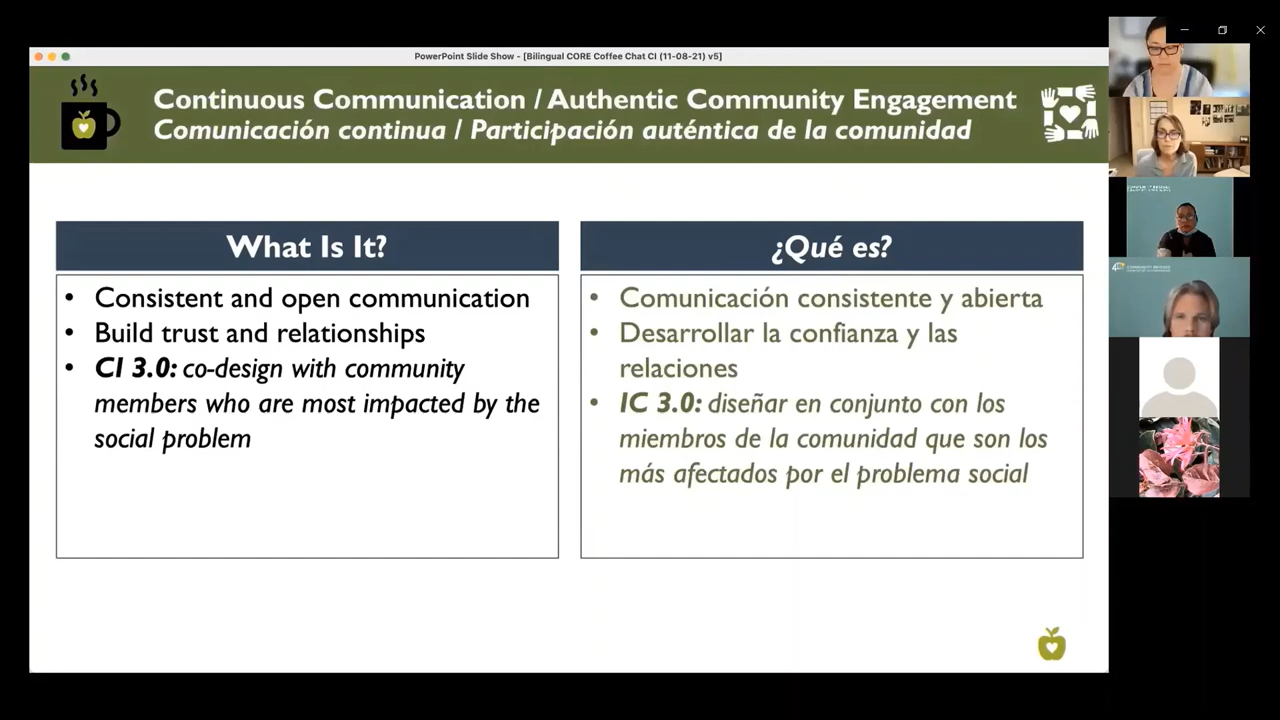 PowerPoint Slide Show - [Bilingual CORE Coffee Chat CI (11-08-21) v5]
Continuous Communication / Authentic Community Engagement
Comunicación continua / Participación auténtica de la comunidad
What Is It?
• Consistent and open communication
• Build trust and relationships
• CI 3.0: co-design with community
members who are most impacted by the
social problem
¿Qué es?
• Comunicación consistente y abierta
• Desarrollar la confianza y las
relaciones
• IC 3.0: diseñar en conjunto con los
miembros de la comunidad que son los
más afectados por el problema social
COMMUNITY BRIDGES